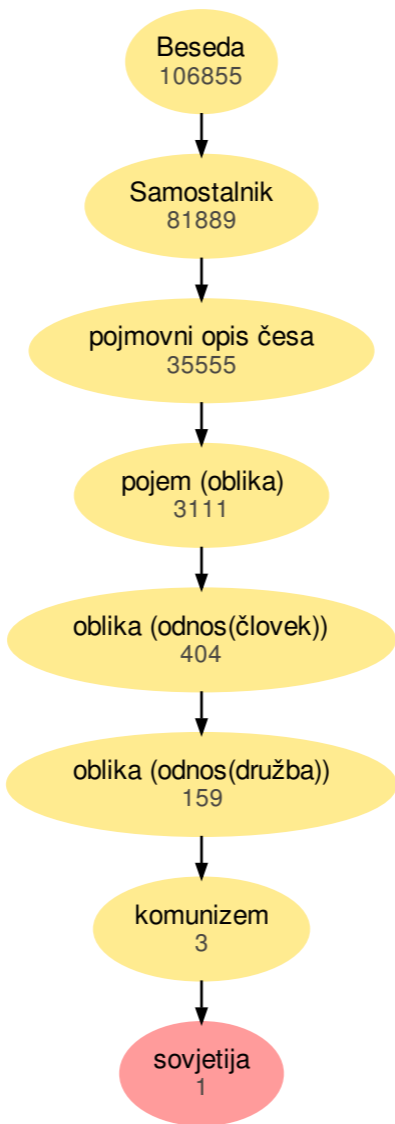 Beseda
106855
Samostalnik
81889
pojmovni opis česa
35555
pojem (oblika)
3111
oblika (odnos(človek))
404
oblika (odnos(družba))
159
komunizem
3
sovjetija
1